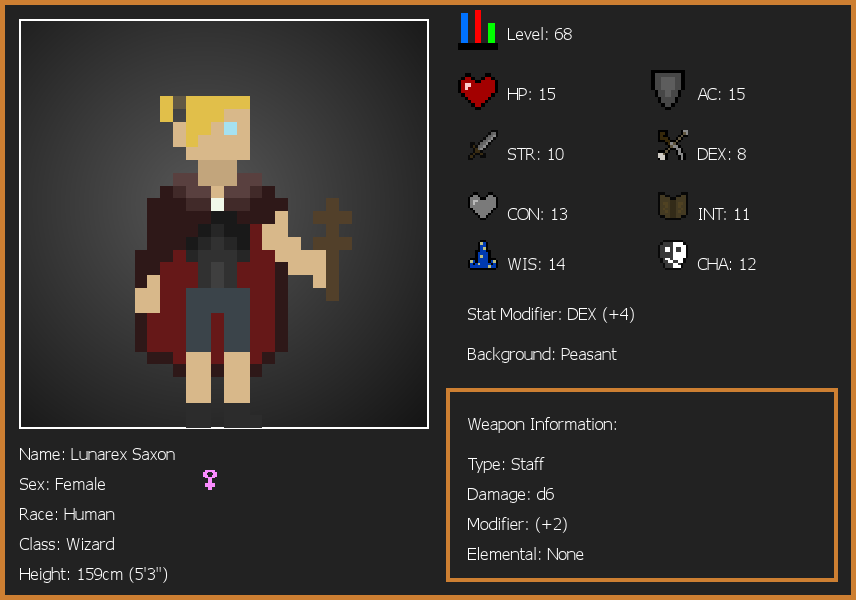 Level: 68
HP: 15
AC: 15
STR: 10
DEX: 8
CON: 13
INT: 11
WIS: 14
CHA: 12
Stat Modifier: DEX (+4)
Background: Peasant
Weapon Information:
Type: Staff
Damage: d6
Modifier: (+2)
Elemental: None
Name: Lunarex Saxon
Sex: Female
Race: Human
Class: Wizard
Height: 159cm (5'3")